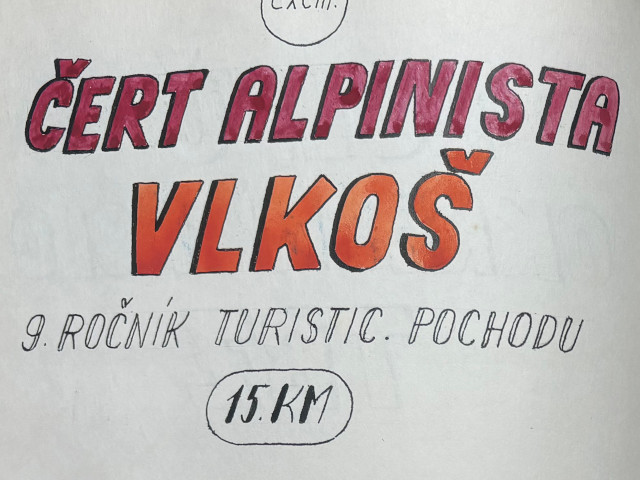 ČERT ALPINISTA
VLKOŠ
9. ROČNÍK TURISTIC. POCHODU
15. KM